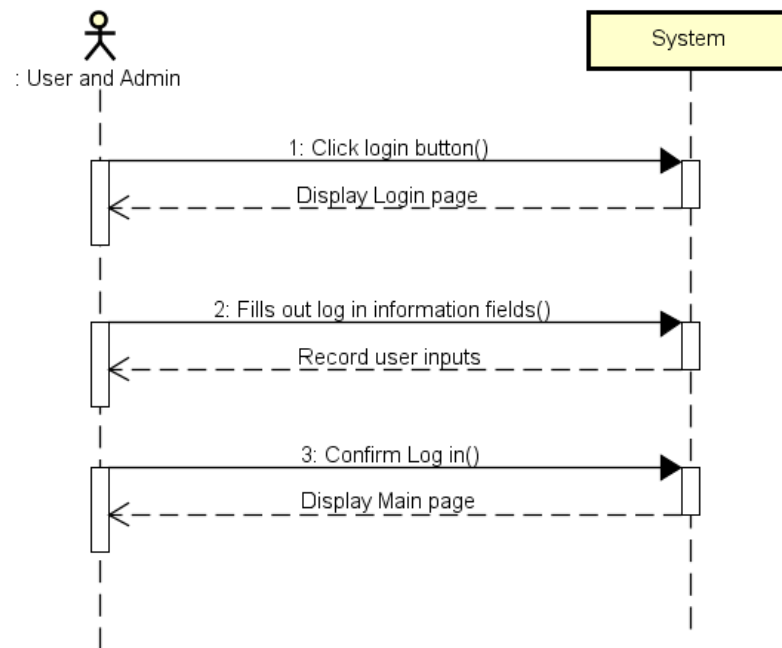 : User and Admin
System
1: Click login button()
Display Login page
2: Fills out log in information fields()
Record user inputs
3: Confirm Log in()
Display Main page